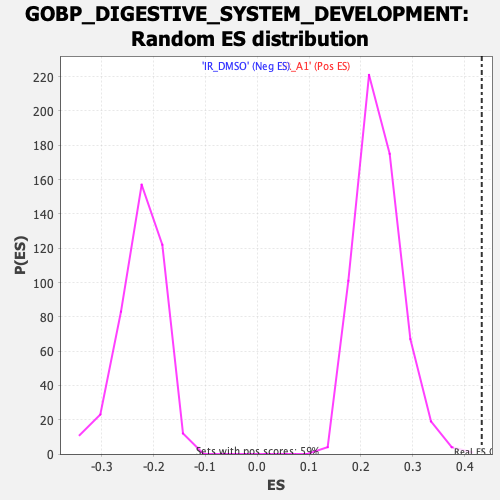 GOBP_DIGESTIVE_SYSTEM_DEVELOPMENT:
Random ES distribution
'IR_DMSO' (Neg ES)._A1' (Pos ES)
220
200
180
160
140
120
100
80
60
40
20
0
P(ES)
Sets with pos scores: 59%
Real ES 0
-0.3 -0.2 -0.1 0.0 0.1 0.2 0.3 0.4
ES